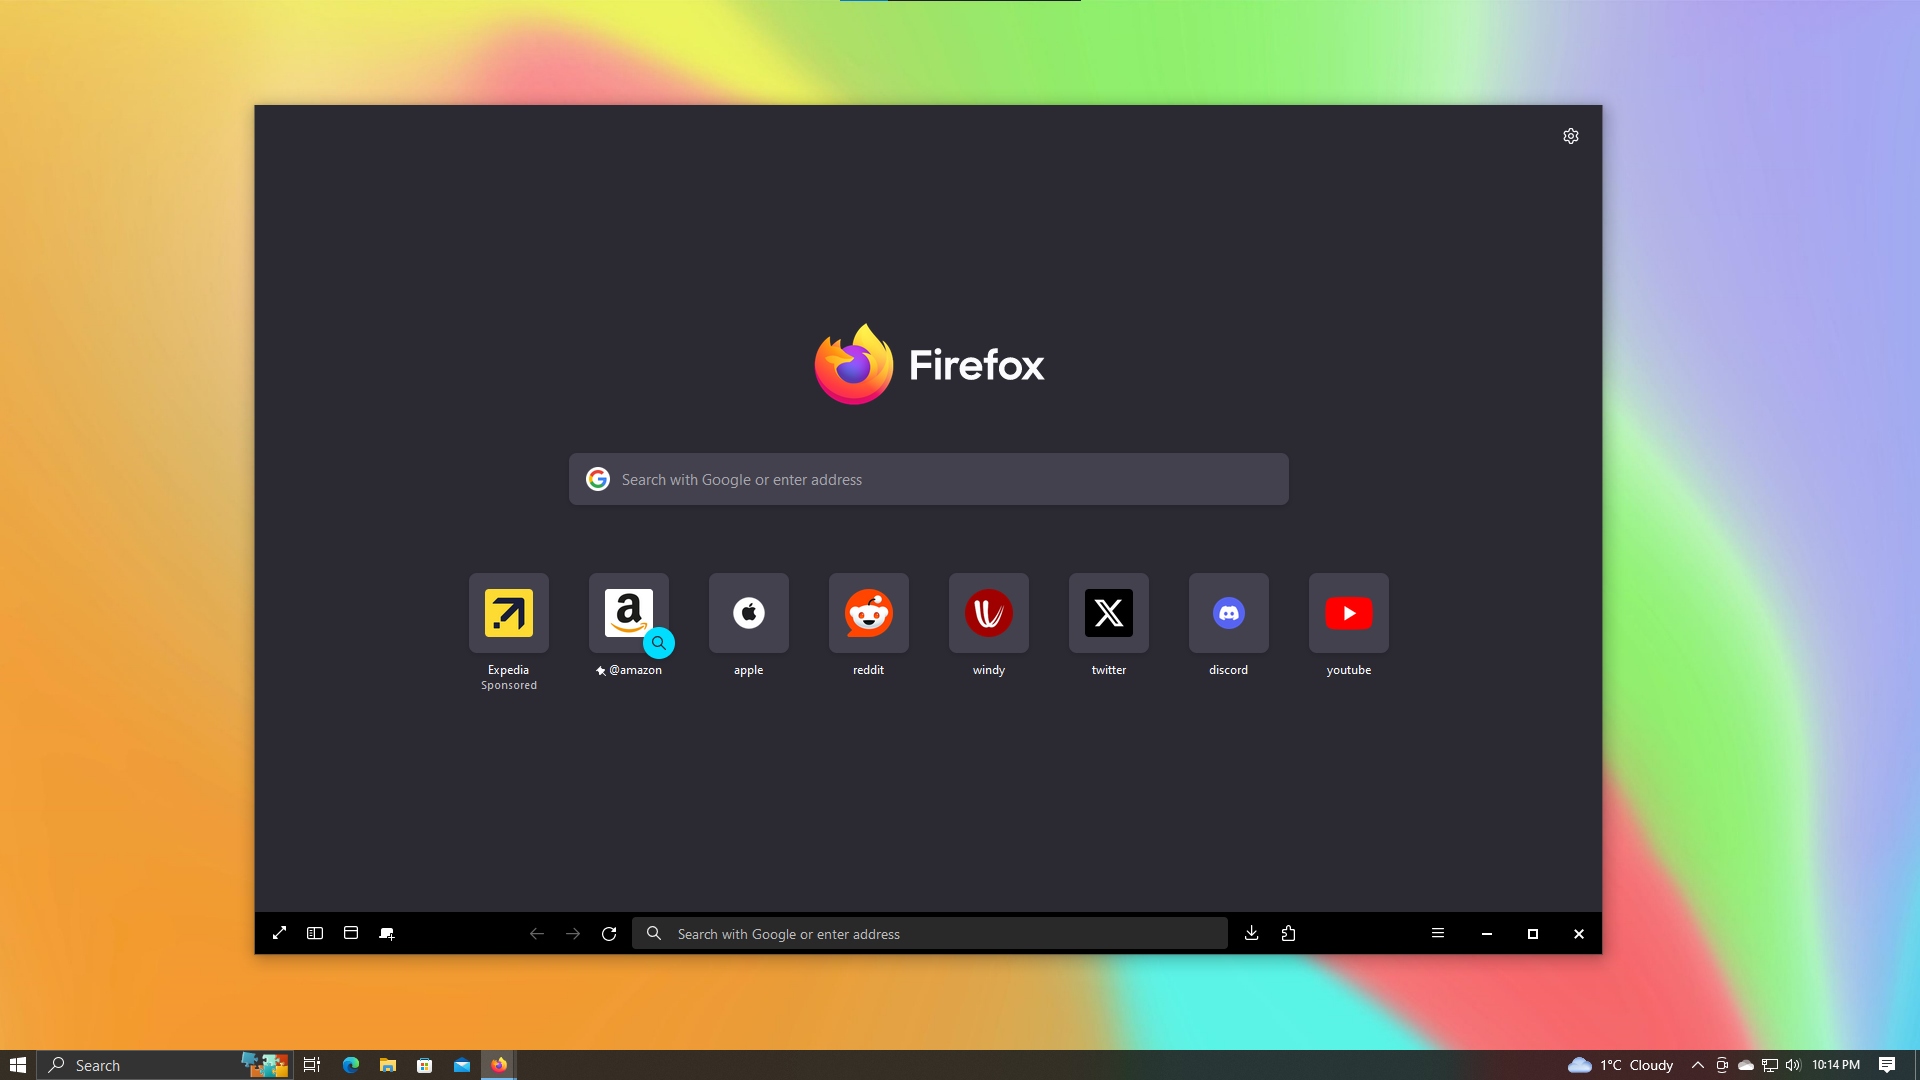 Firefox
Search with Google or enter address
Expedia
Sponsored
@amazon
apple
reddit
windy
twitter
discord
youtube
Search with Google or enter address
Search
1°C Cloudy
10:14 PM